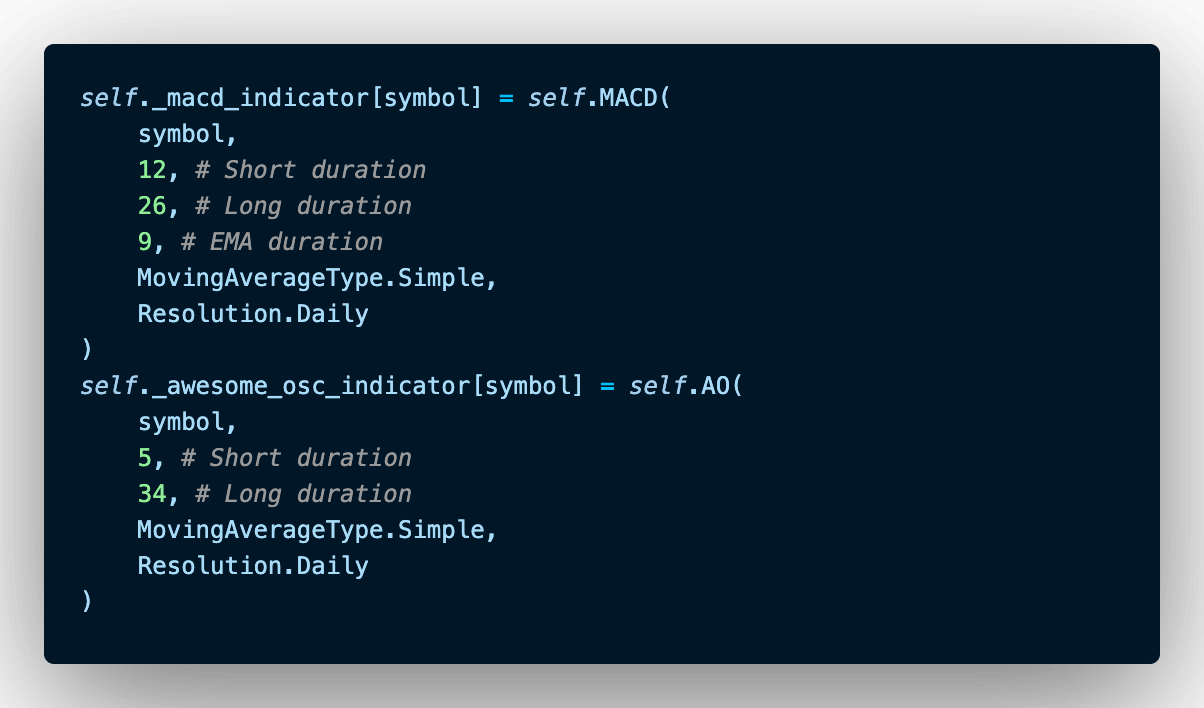 self._macd_indicator[symbol] = self.MACD(
    symbol,
    12, # Short duration
    26, # Long duration
    9, # EMA duration
    MovingAverageType.Simple,
    Resolution.Daily
)
self._awesome_osc_indicator[symbol] = self.AO(
    symbol,
    5, # Short duration
    34, # Long duration
    MovingAverageType.Simple,
    Resolution.Daily
)